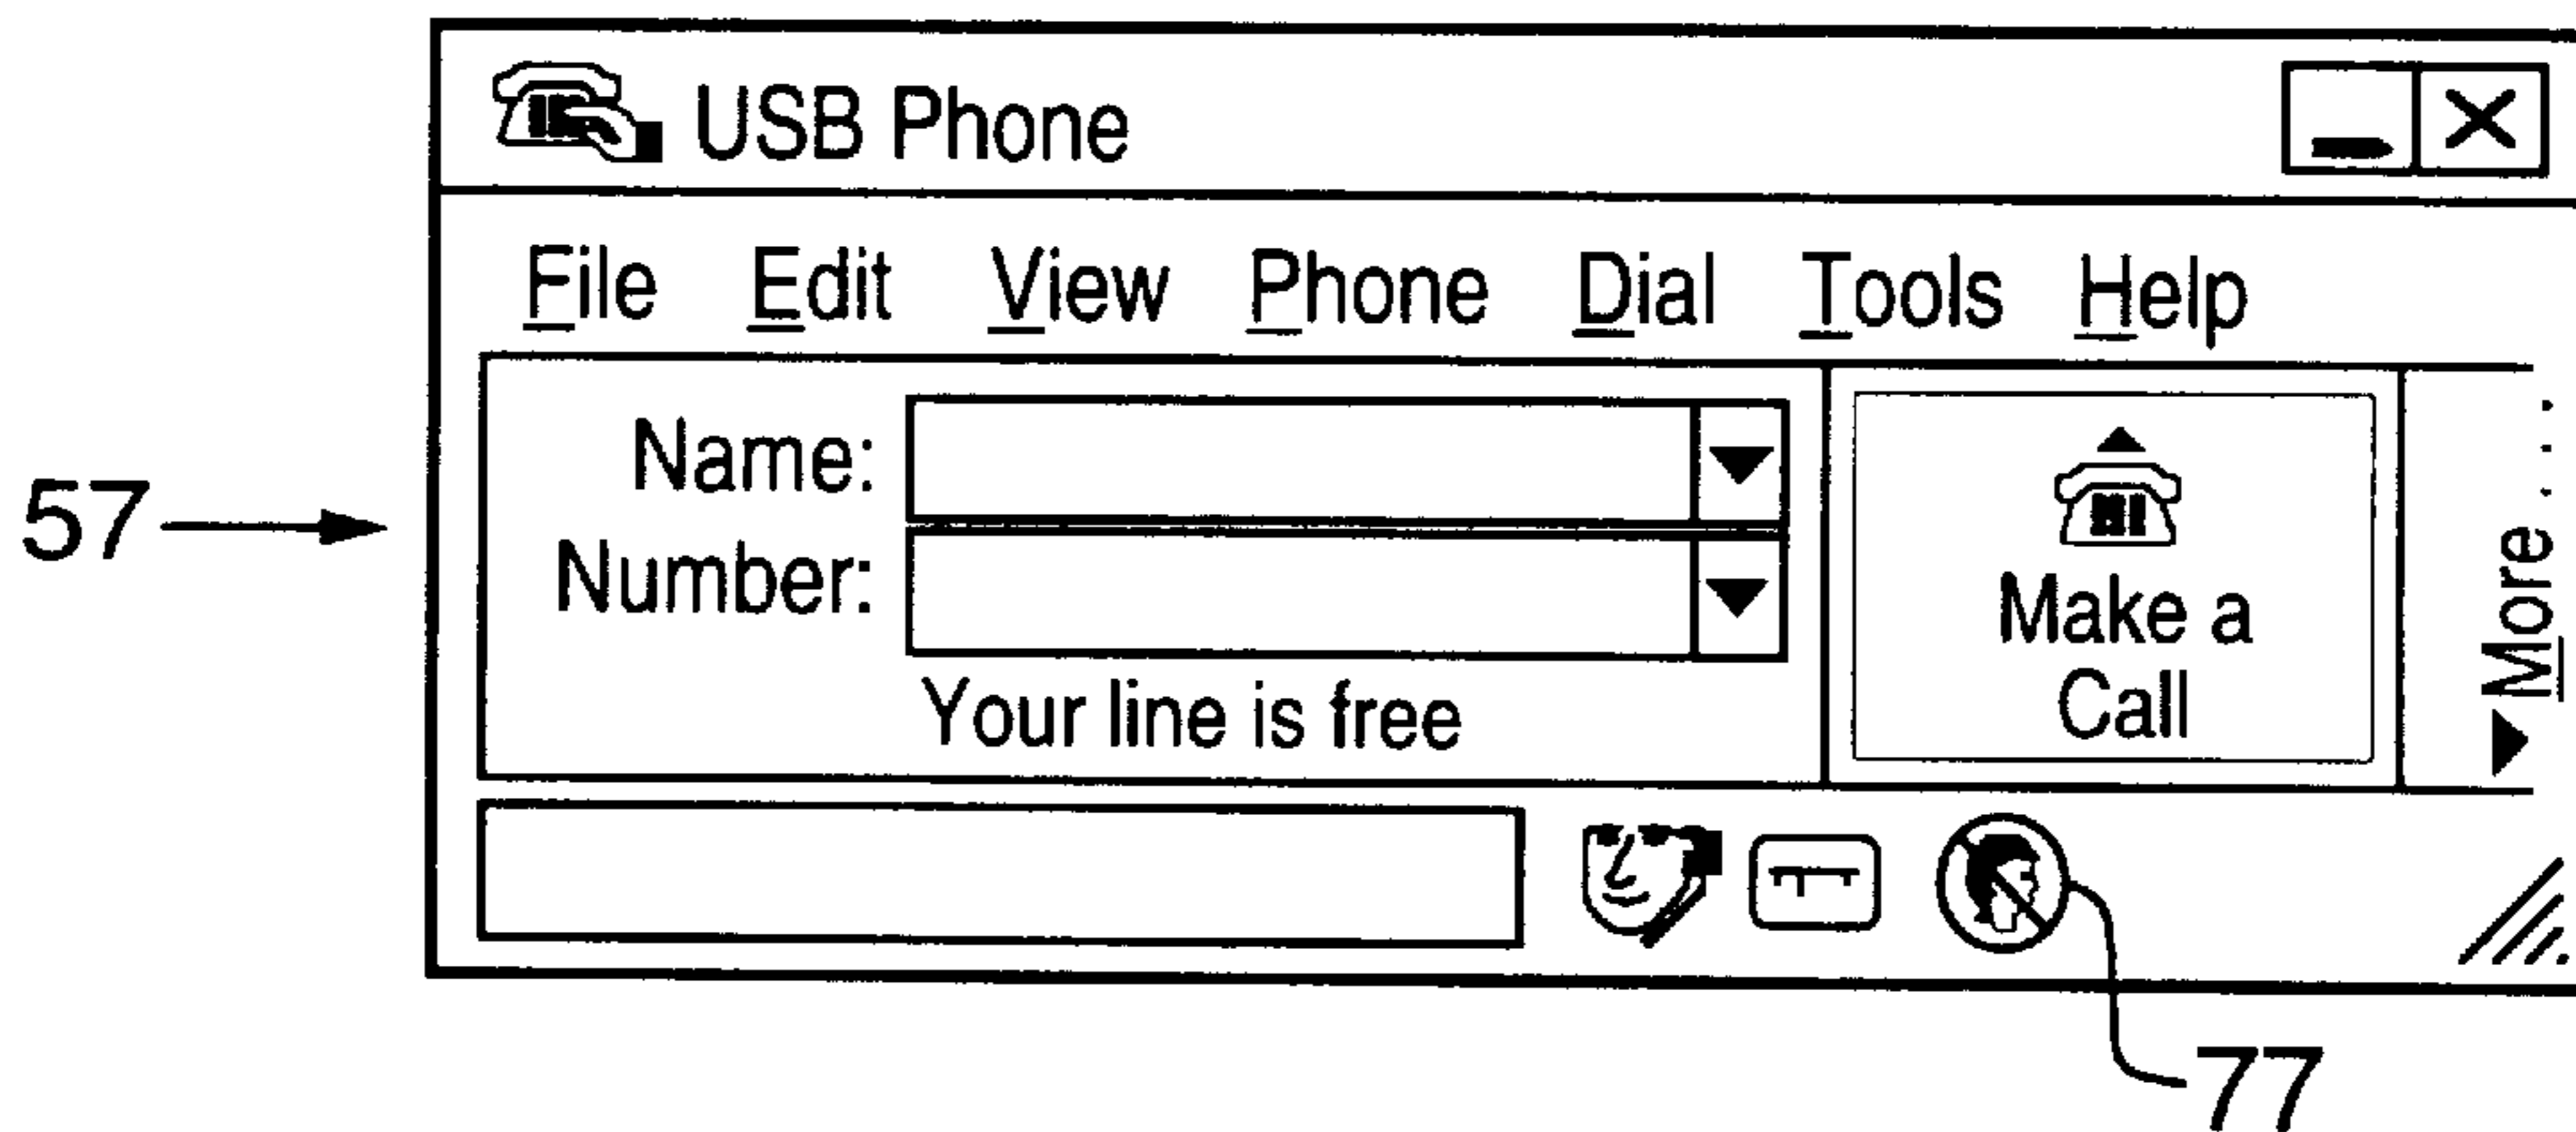 USB Phone
File Edit View Phone Dial Tools Help
Name:
Number:
Your line is free
Make a
Call
More ....
57
77